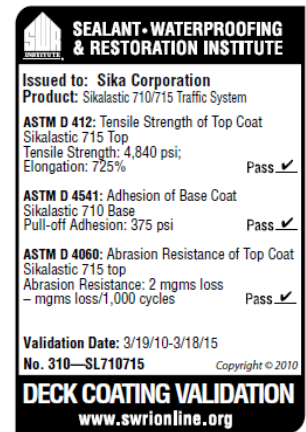 SWR
INSTITUTE
SEALANT • WATERPROOFING
& RESTORATION INSTITUTE
Issued to: Sika Corporation
Product: Sikalastic 710/715 Traffic System
ASTM D 412: Tensile Strength of Top Coat
Sikalastic 715 Top
Tensile Strength: 4,840 psi;
Elongation: 725% Pass ✔
ASTM D 4541: Adhesion of Base Coat
Sikalastic 710 Base
Pull-off Adhesion: 375 psi Pass ✔
ASTM D 4060: Abrasion Resistance of Top Coat
Sikalastic 715 top
Abrasion Resistance: 2 mgms loss
– mgms loss/1,000 cycles Pass ✔
Validation Date: 3/19/10-3/18/15
No. 310—SL710715 Copyright © 2010
DECK COATING VALIDATION
www.swrionline.org